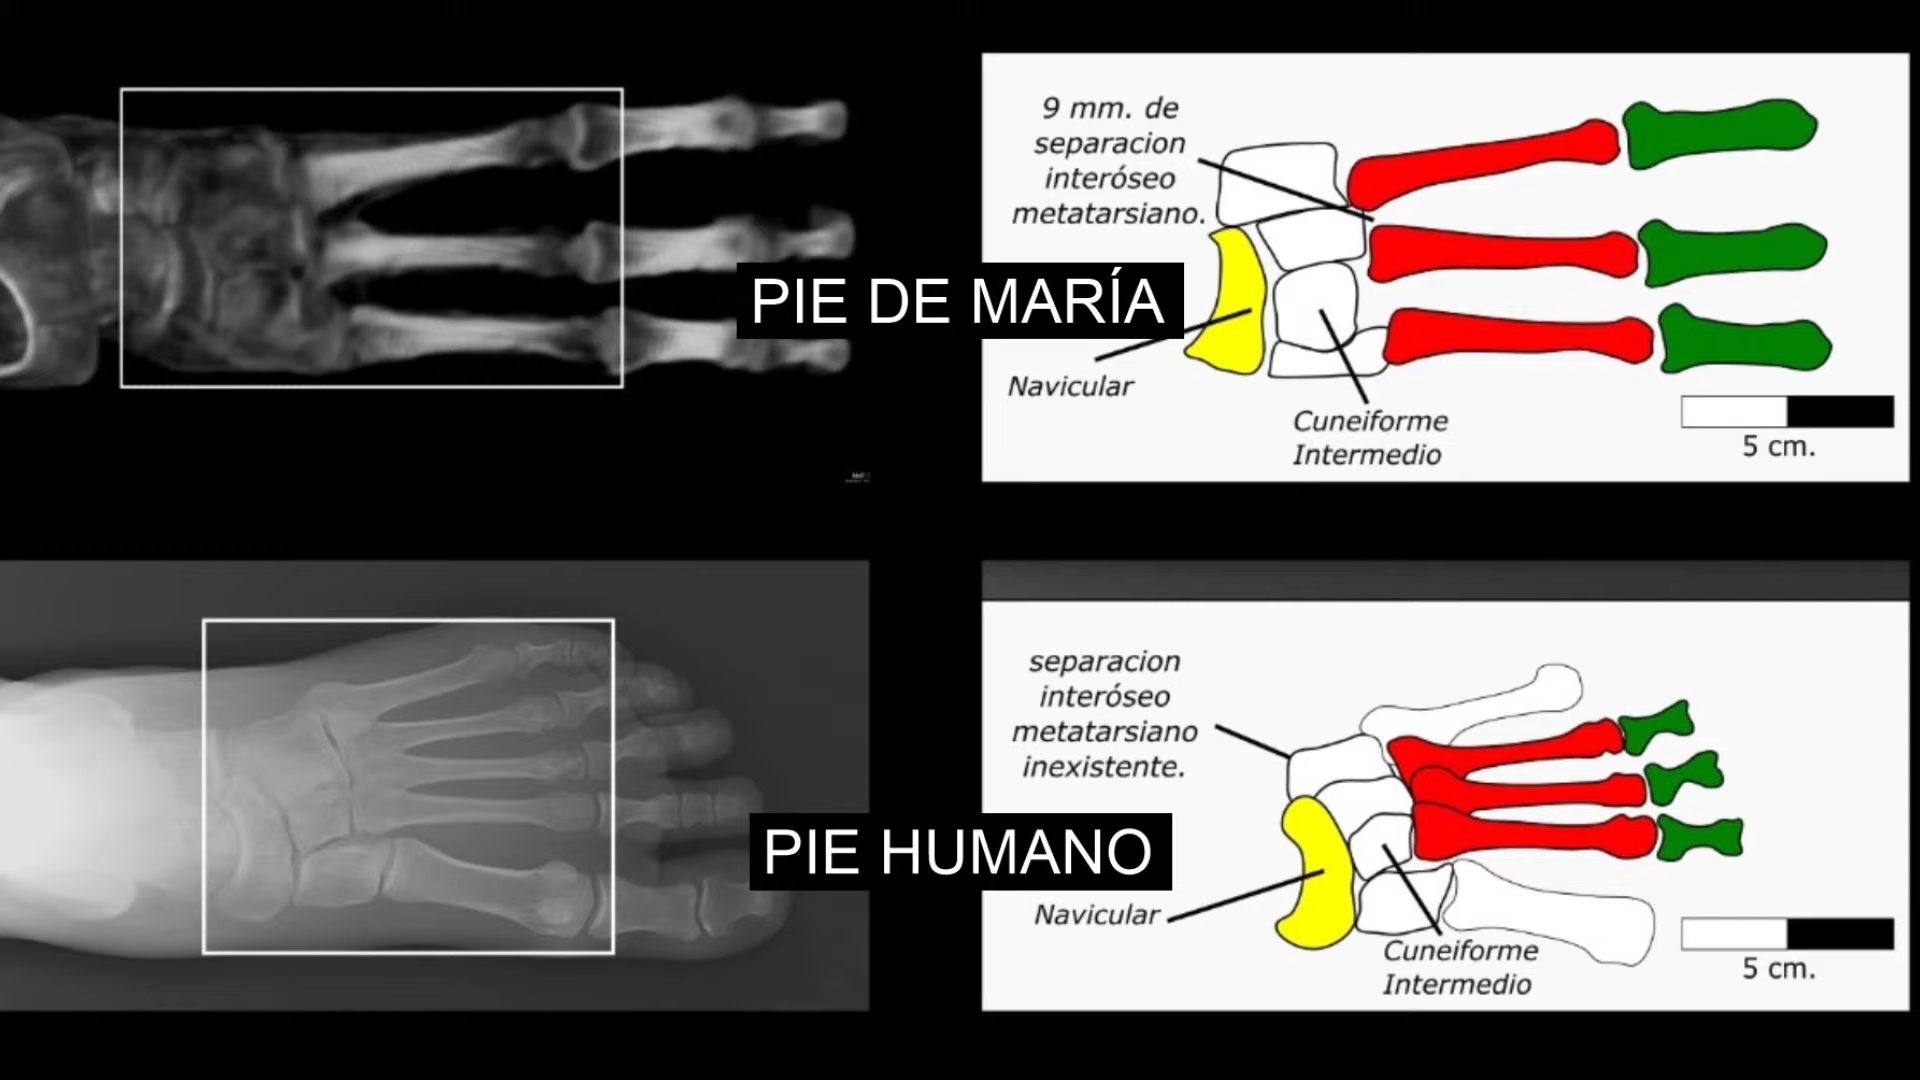 9 mm. de
separacion
interóseo
metatarsiano.
PIE DE MARÍA
Navicular
Cuneiforme
Intermedio
5 cm.
separacion
interóseo
metatarsiano
inexistente.
PIE HUMANO
Navicular
Cuneiforme
Intermedio
5 cm.